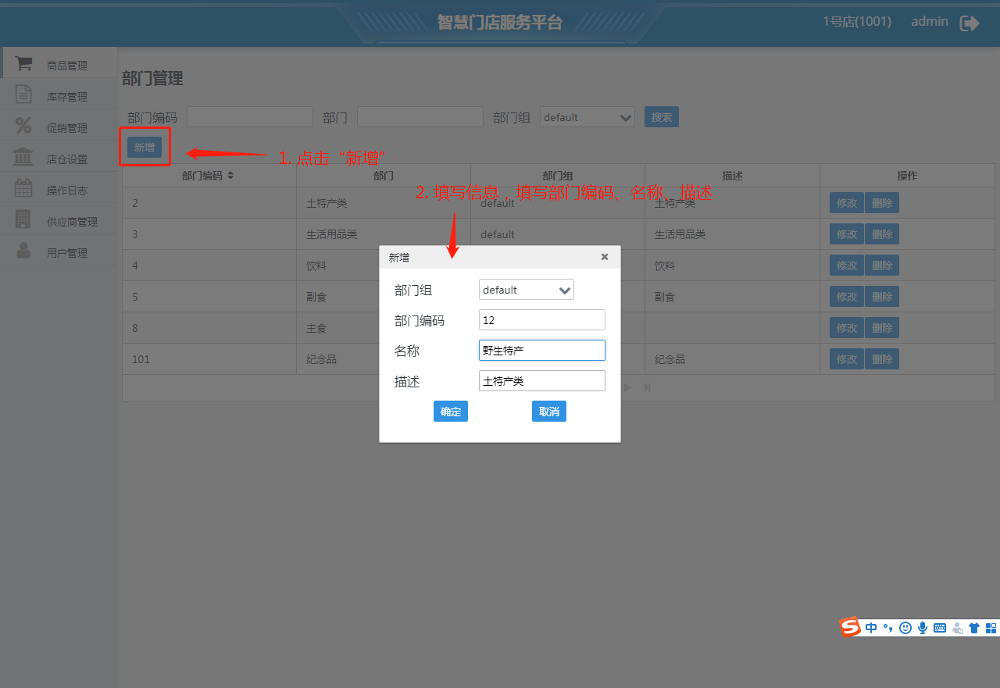 智慧门店服务平台
1号店(1001) admin
商品管理
库存管理
促销管理
店仓设置
操作日志
供应商管理
用户管理
部门管理
部门编码 部门 部门组 default 搜索
新增
1. 点击“新增”
部门编码 部门 部门组 描述 操作
2. 填写信息，填写部门编码、名称、描述
2 土特产类 default 土特产类 修改 删除
3 生活用品类 default 生活用品类 修改 删除
4 饮料 饮料 修改 删除
5 副食 副食 修改 删除
8 主食 修改 删除
101 纪念品 纪念品 修改 删除
新增
部门组 default
部门编码 12
名称 野生特产
描述 土特产类
确定 取消
S 中